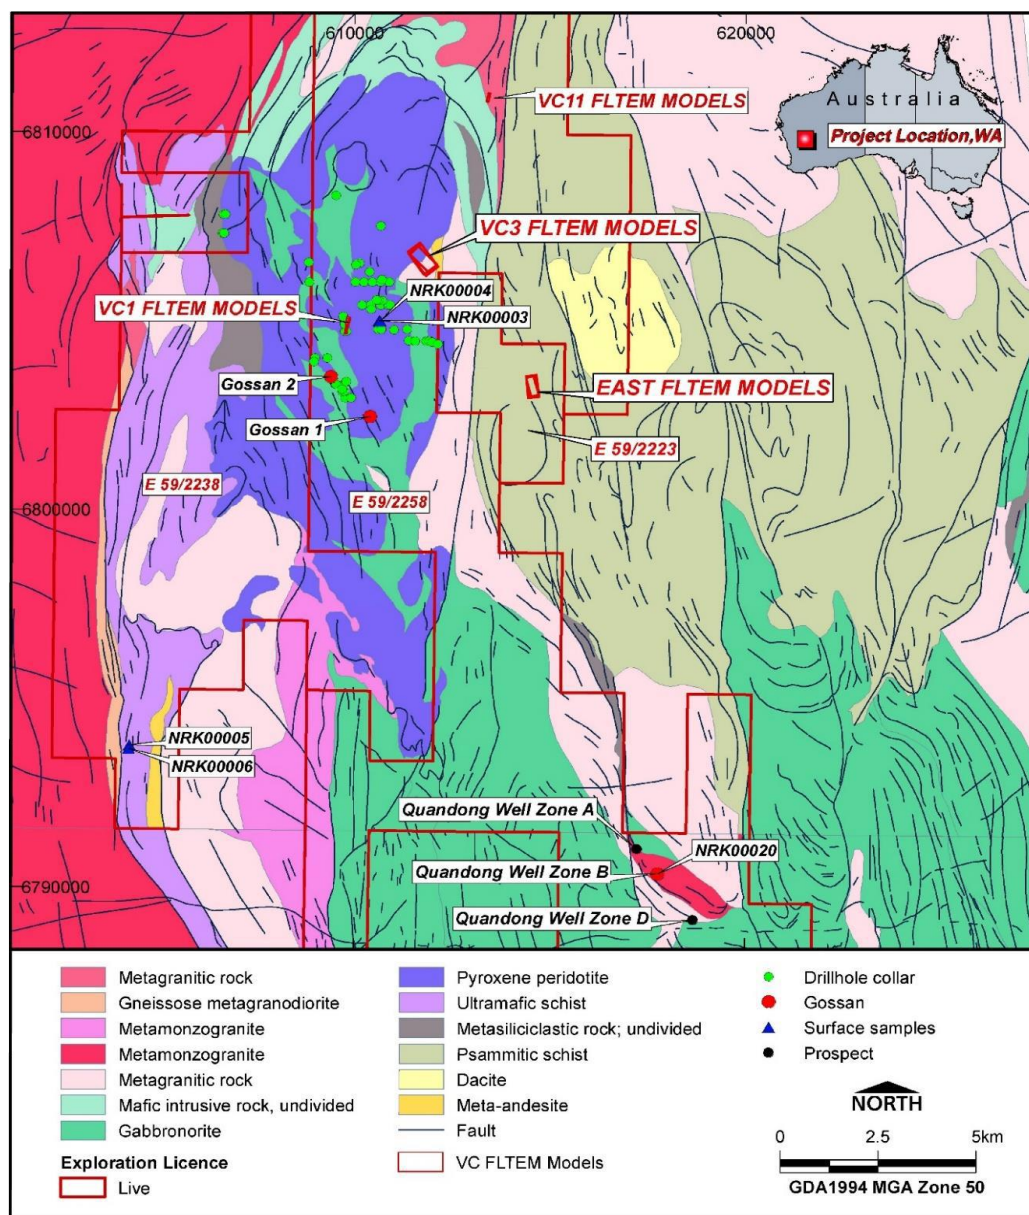 610000
620000
VC11 FLTEM MODELS
Australia
Project Location,WA
6810000
VC3 FLTEM MODELS
NRK00004
VC1 FLTEM MODELS
NRK00003
Gossan 2
EAST FLTEM MODELS
Gossan 1
E 59/2223
E 59/2238
E 59/2258
6800000
NRK00005
NRK00006
Quandong Well Zone A
NRK00020
Quandong Well Zone B
6790000
Quandong Well Zone D
Metagranitic rock
Gneissose metagranodiorite
Metamonzogranite
Metamonzogranite
Metagranitic rock
Mafic intrusive rock, undivided
Gabbronorite
Exploration Licence
Live
Pyroxene peridotite
Ultramafic schist
Metasiliciclastic rock; undivided
Psammitic schist
Dacite
Meta-andesite
Fault
VC FLTEM Models
Drillhole collar
Gossan
Surface samples
Prospect
NORTH
0 2.5 5km
GDA1994 MGA Zone 50